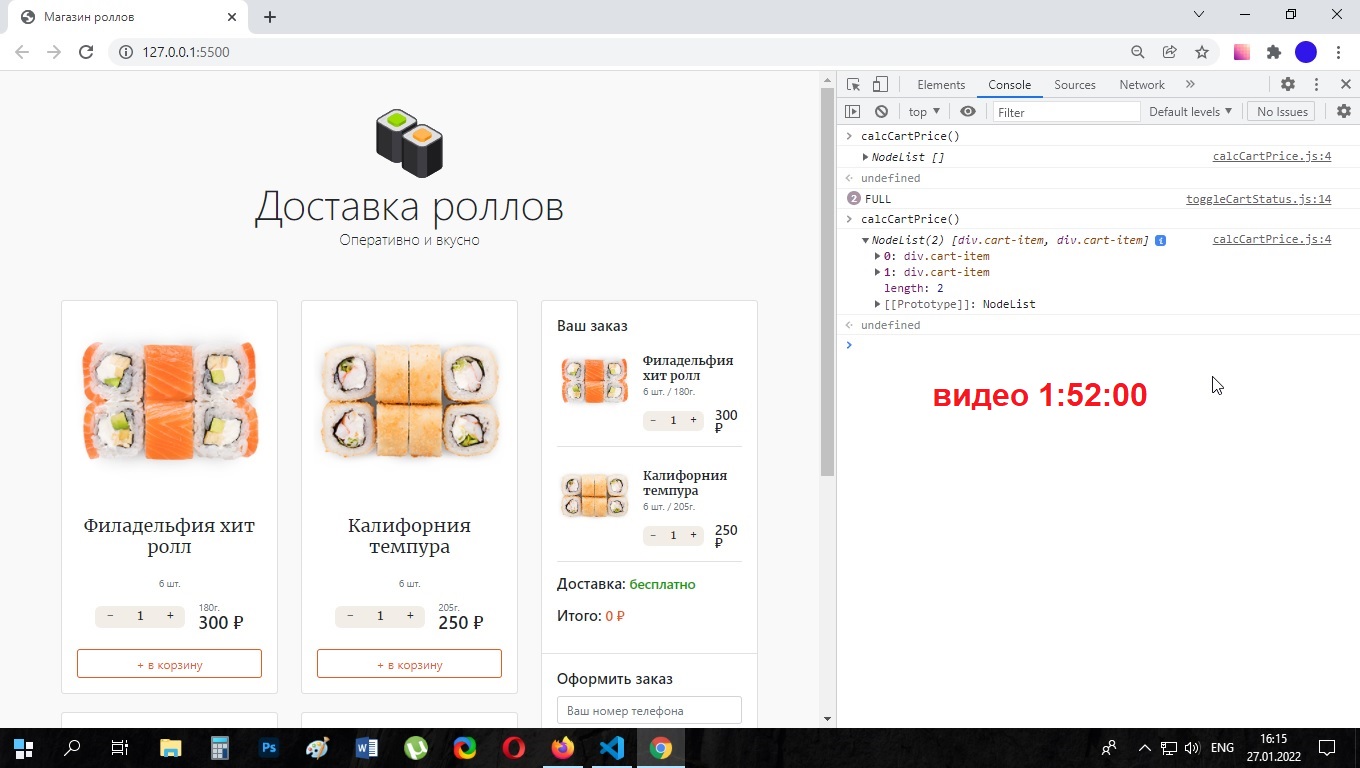 Магазин роллов
127.0.0.1:5500
Доставка роллов
Оперативно и вкусно
Филадельфия хит
ролл
6 шт.
- 1 +
180г.
300 ₽
+ в корзину
Калифорния
темпура
6 шт.
- 1 +
205г.
250 ₽
+ в корзину
Ваш заказ
Филадельфия
хит ролл
6 шт. / 180г.
- 1 +
300
₽
Калифорния
темпура
6 шт. / 205г.
- 1 +
250
₽
Доставка: бесплатно
Итого: 0 ₽
Оформить заказ
Ваш номер телефона
Elements Console Sources Network
top Filter Default levels No Issues
calcCartPrice()
NodeList [] calcCartPrice.js:4
undefined
2 FULL toggleCartStatus.js:14
calcCartPrice()
NodeList(2) [div.cart-item, div.cart-item] i calcCartPrice.js:4
0: div.cart-item
1: div.cart-item
length: 2
[[Prototype]]: NodeList
undefined
видео 1:52:00
Ps W ENG
16:15
27.01.2022